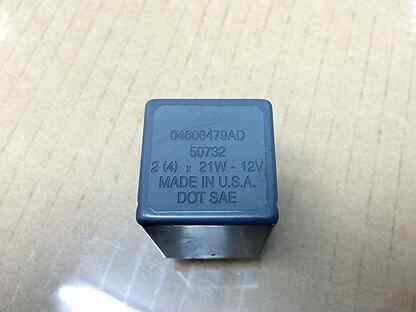 04806479AD
50732
2 (4) x 21W - 12V
MADE IN U.S.A.
DOT SAE